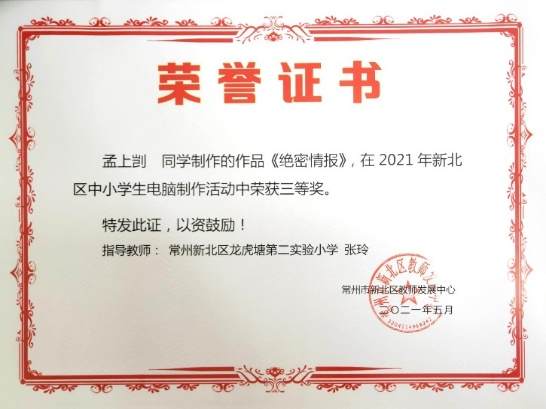 荣誉证书
孟上剀 同学制作的作品《绝密情报》，在 2021 年新北
区中小学生电脑制作活动中荣获三等奖。
特发此证，以资鼓励！
指导教师： 常州新北区龙虎塘第二实验小学 张玲
常州市新北区教师发展中心
二〇二一年五月